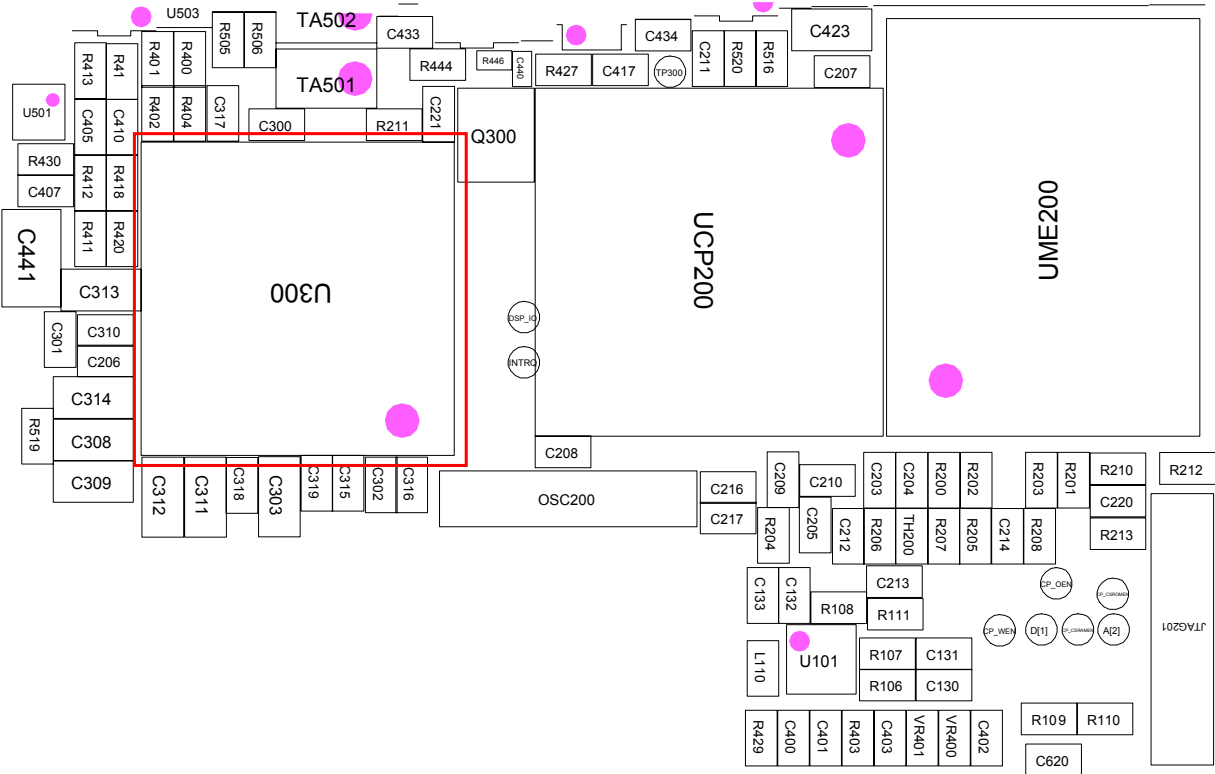 U503
TA502
C433
C434
C423
R505
R506
R413
R41
R401
R400
TA501
R444
R446
C440
R427
C417
TP300
C211
R520
R516
C207
U501
C405
C410
R402
R404
C317
C300
R211
C221
Q300
R430
C407
R412
R418
R411
R420
C441
C313
C301
C310
C206
C314
R519
C308
C309
U300
UCP200
UME200
DSP_IO
INTRQ
C312
C311
C318
C303
C319
C315
C302
C316
C208
OSC200
C216
C217
C209
C210
R204
C205
C212
C203
C204
R200
R202
R206
TH200
R207
R205
C214
R208
R203
R201
R210
C220
R213
R212
C133
C132
R108
C213
R111
CP_OEN
CP_CSROMEN
CP_WEN
D[1]
CP_CSRAMEN
A[2]
JTAG201
L110
U101
R107
C131
R106
C130
R429
C400
C401
R403
C403
VR401
VR400
C402
R109
R110
C620